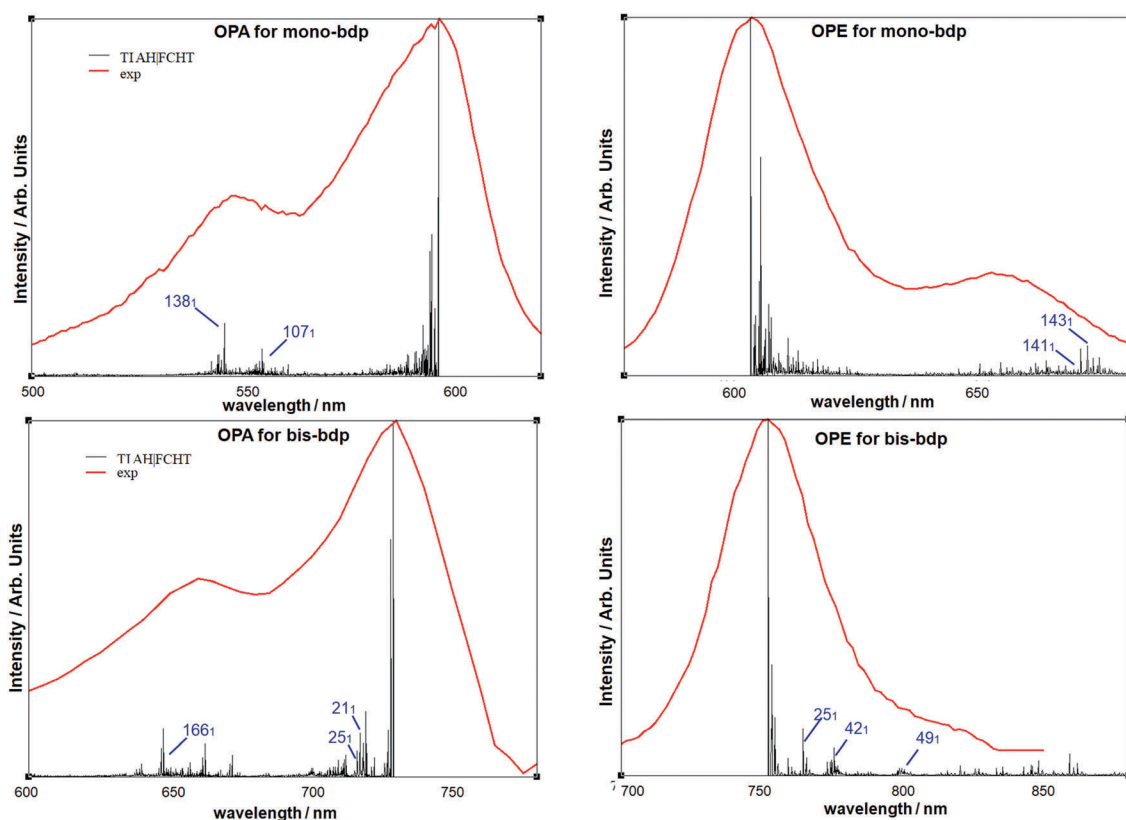 OPA for mono-bdp
TI AH|FCHT
exp
Intensity / Arb. Units
138₁
107₁
500
550
600
wavelength / nm
OPE for mono-bdp
Intensity / Arb. Units
143₁
141₁
600
650
wavelength / nm
OPA for bis-bdp
TI AH|FCHT
exp
Intensity / Arb. Units
166₁
21₁
25₁
600
650
700
750
wavelength / nm
OPE for bis-bdp
Intensity / Arb. Units
25₁
42₁
49₁
700
750
800
850
wavelength / nm